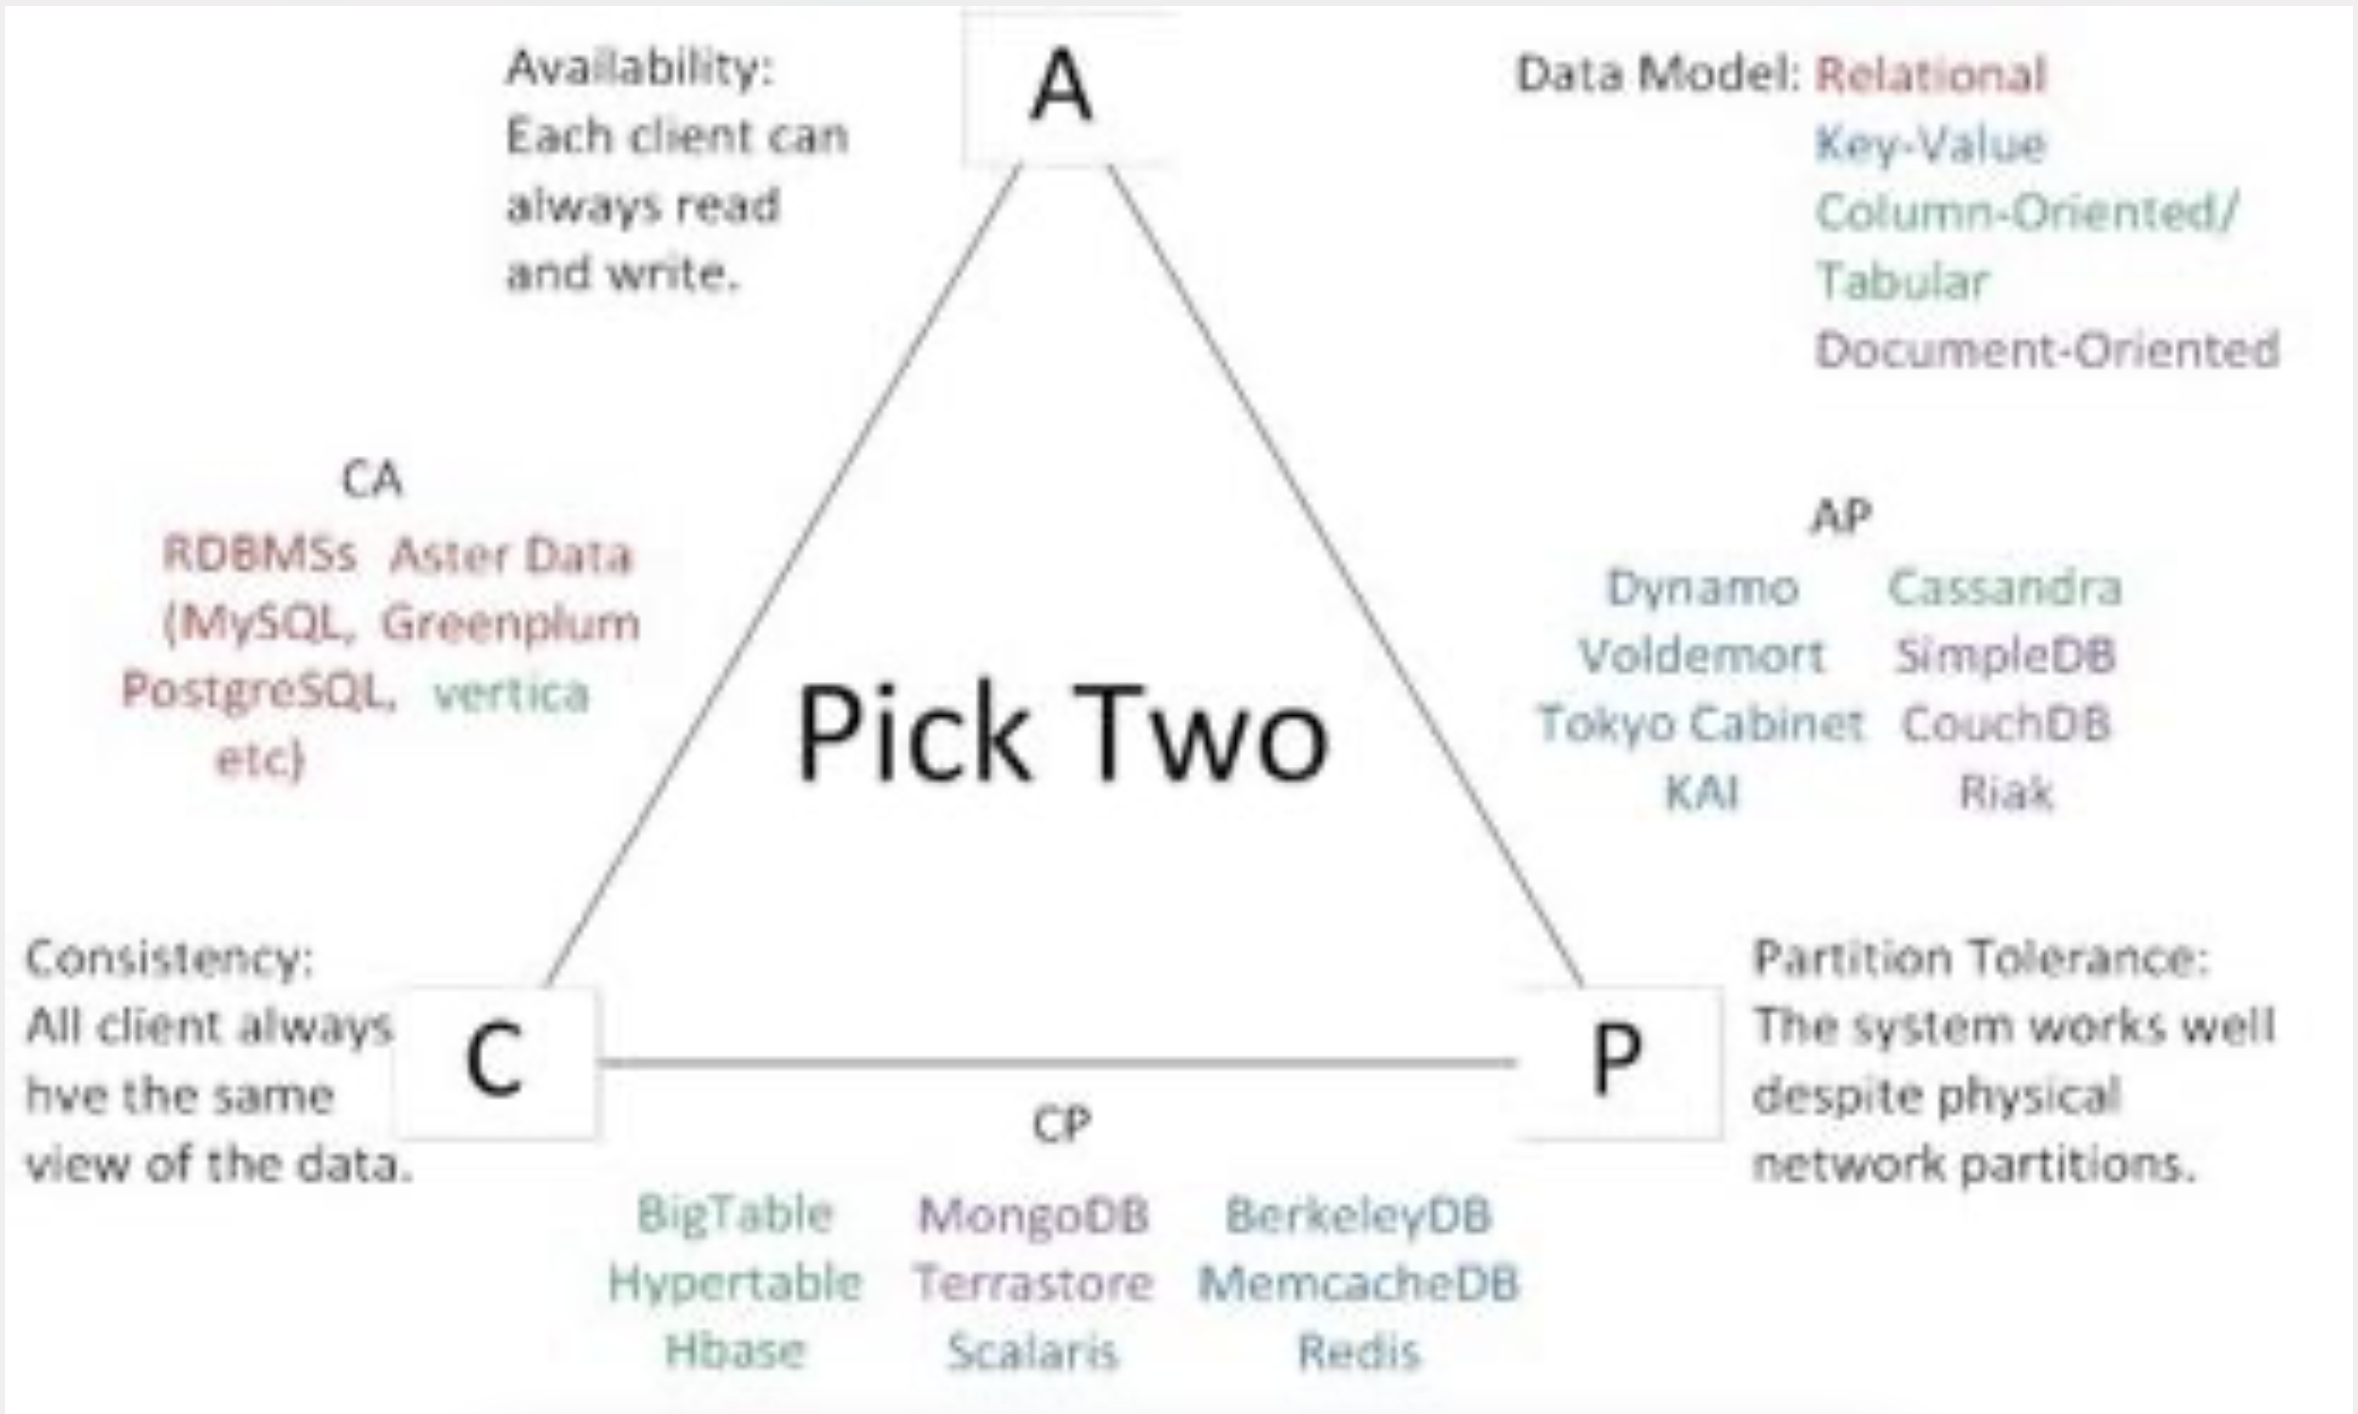 A
Availability:
Each client can
always read
and write.
Data Model: Relational
Key-Value
Column-Oriented/
Tabular
Document-Oriented
CA
RDBMSs Aster Data
(MySQL, Greenplum
PostgreSQL, vertica
etc)
AP
Dynamo Cassandra
Voldemort SimpleDB
Tokyo Cabinet CouchDB
KAI Riak
Pick Two
Consistency:
All client always
hve the same
view of the data.
C
P
Partition Tolerance:
The system works well
despite physical
network partitions.
CP
BigTable MongoDB BerkeleyDB
Hypertable Terrastore MemcacheDB
Hbase Scalaris Redis